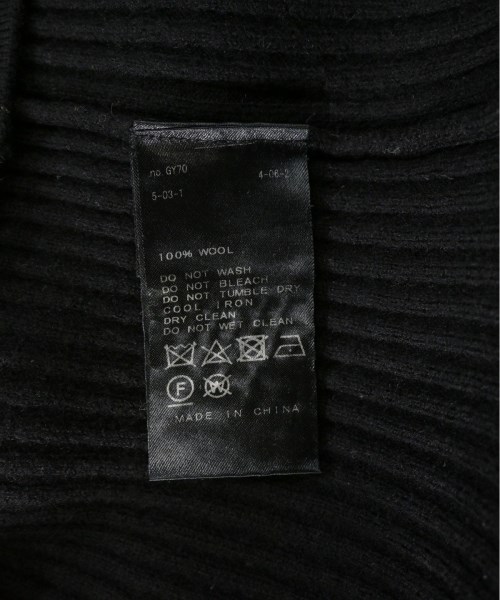 no. GY70 4-06-2
5-03-1
100% WOOL
DO NOT WASH
DO NOT BLEACH
DO NOT TUMBLE DRY
COOL IRON
DRY CLEAN
DO NOT WET CLEAN
F W
MADE IN CHINA